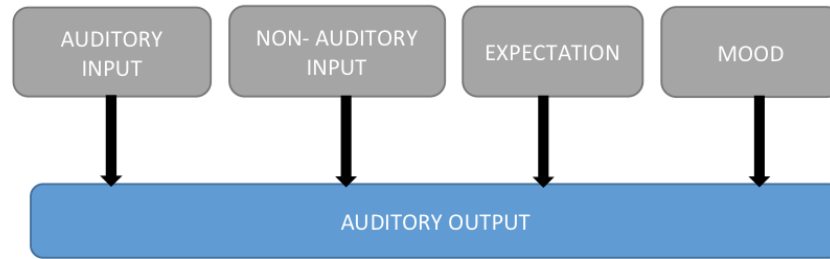 AUDITORY
INPUT
NON- AUDITORY
INPUT
EXPECTATION
MOOD
AUDITORY OUTPUT